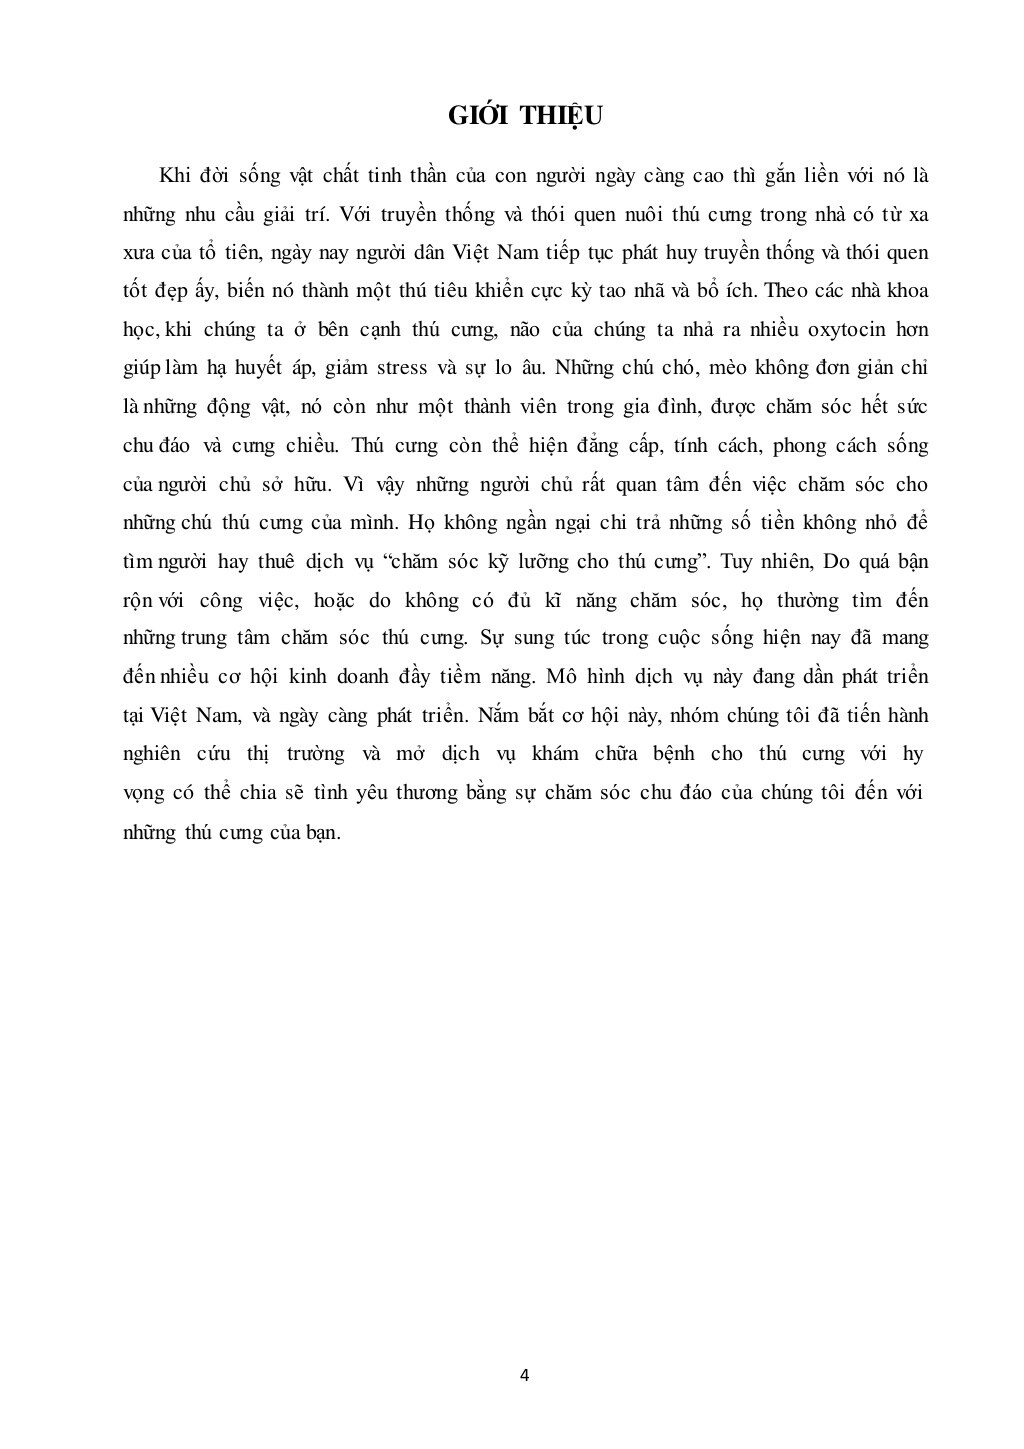 GIỚI THIỆU
Khi đời sống vật chất tinh thần của con người ngày càng cao thì gắn liền với nó là
những nhu cầu giải trí. Với truyền thống và thói quen nuôi thú cưng trong nhà có từ xa
xưa của tổ tiên, ngày nay người dân Việt Nam tiếp tục phát huy truyền thống và thói quen
tốt đẹp ấy, biến nó thành một thú tiêu khiển cực kỳ tao nhã và bổ ích. Theo các nhà khoa
học, khi chúng ta ở bên cạnh thú cưng, não của chúng ta nhả ra nhiều oxytocin hơn
giúp làm hạ huyết áp, giảm stress và sự lo âu. Những chú chó, mèo không đơn giản chỉ
là những động vật, nó còn như một thành viên trong gia đình, được chăm sóc hết sức
chu đáo và cưng chiều. Thú cưng còn thể hiện đẳng cấp, tính cách, phong cách sống
của người chủ sở hữu. Vì vậy những người chủ rất quan tâm đến việc chăm sóc cho
những chú thú cưng của mình. Họ không ngần ngại chi trả những số tiền không nhỏ để
tìm người hay thuê dịch vụ “chăm sóc kỹ lưỡng cho thú cưng”. Tuy nhiên, Do quá bận
rộn với công việc, hoặc do không có đủ kĩ năng chăm sóc, họ thường tìm đến
những trung tâm chăm sóc thú cưng. Sự sung túc trong cuộc sống hiện nay đã mang
đến nhiều cơ hội kinh doanh đầy tiềm năng. Mô hình dịch vụ này đang dần phát triển
tại Việt Nam, và ngày càng phát triển. Nắm bắt cơ hội này, nhóm chúng tôi đã tiến hành
nghiên cứu thị trường và mở dịch vụ khám chữa bệnh cho thú cưng với hy
vọng có thể chia sẽ tình yêu thương bằng sự chăm sóc chu đáo của chúng tôi đến với
những thú cưng của bạn.
4